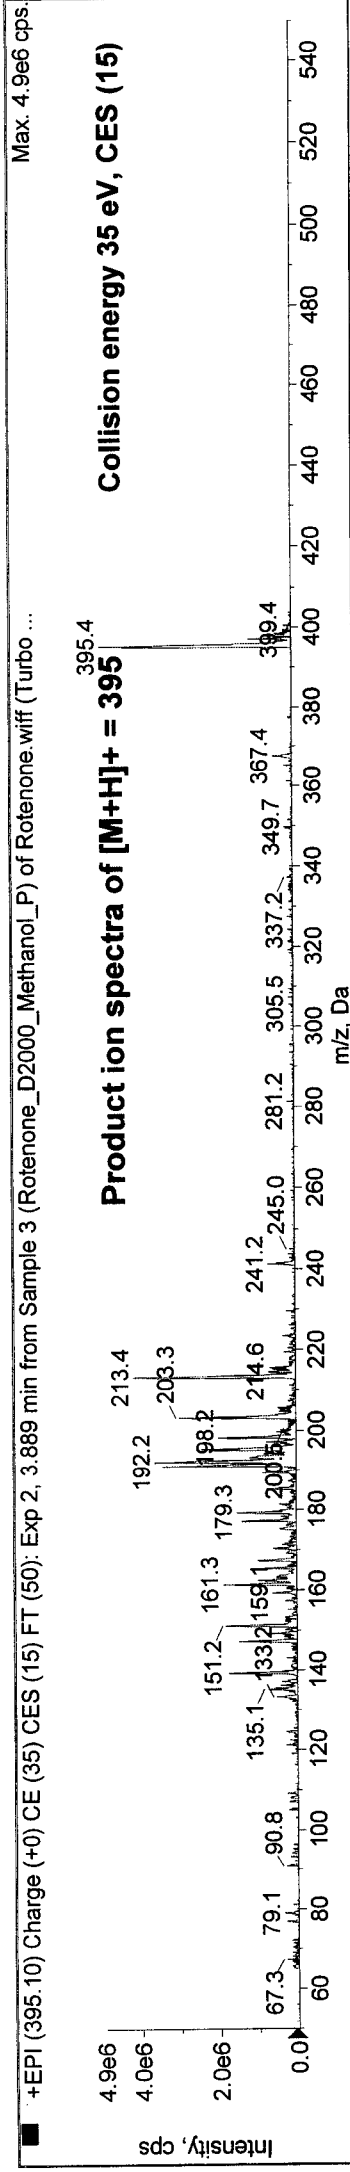 +EPI (395.10) Charge (+0) CE (35) CES (15) FT (50): Exp 2, 3.889 min from Sample 3 (Rotenone_D2000_Methanol_P) of Rotenone.wiff (Turbo ...
Max. 4.9e6 cps.
Product ion spectra of [M+H]+ = 395
Collision energy 35 eV, CES (15)
Intensity, cps
4.9e6
4.0e6
2.0e6
0.0
67.3
79.1
90.8
135.1
151.2
133.2
159.1
161.3
179.3
192.2
200.5
198.2
203.3
213.4
214.6
241.2
245.0
281.2
305.5
337.2
349.7
367.4
395.4
399.4
60 80 100 120 140 160 180 200 220 240 260 280 300 320 340 360 380 400 420 440 460 480 500 520 540
m/z, Da